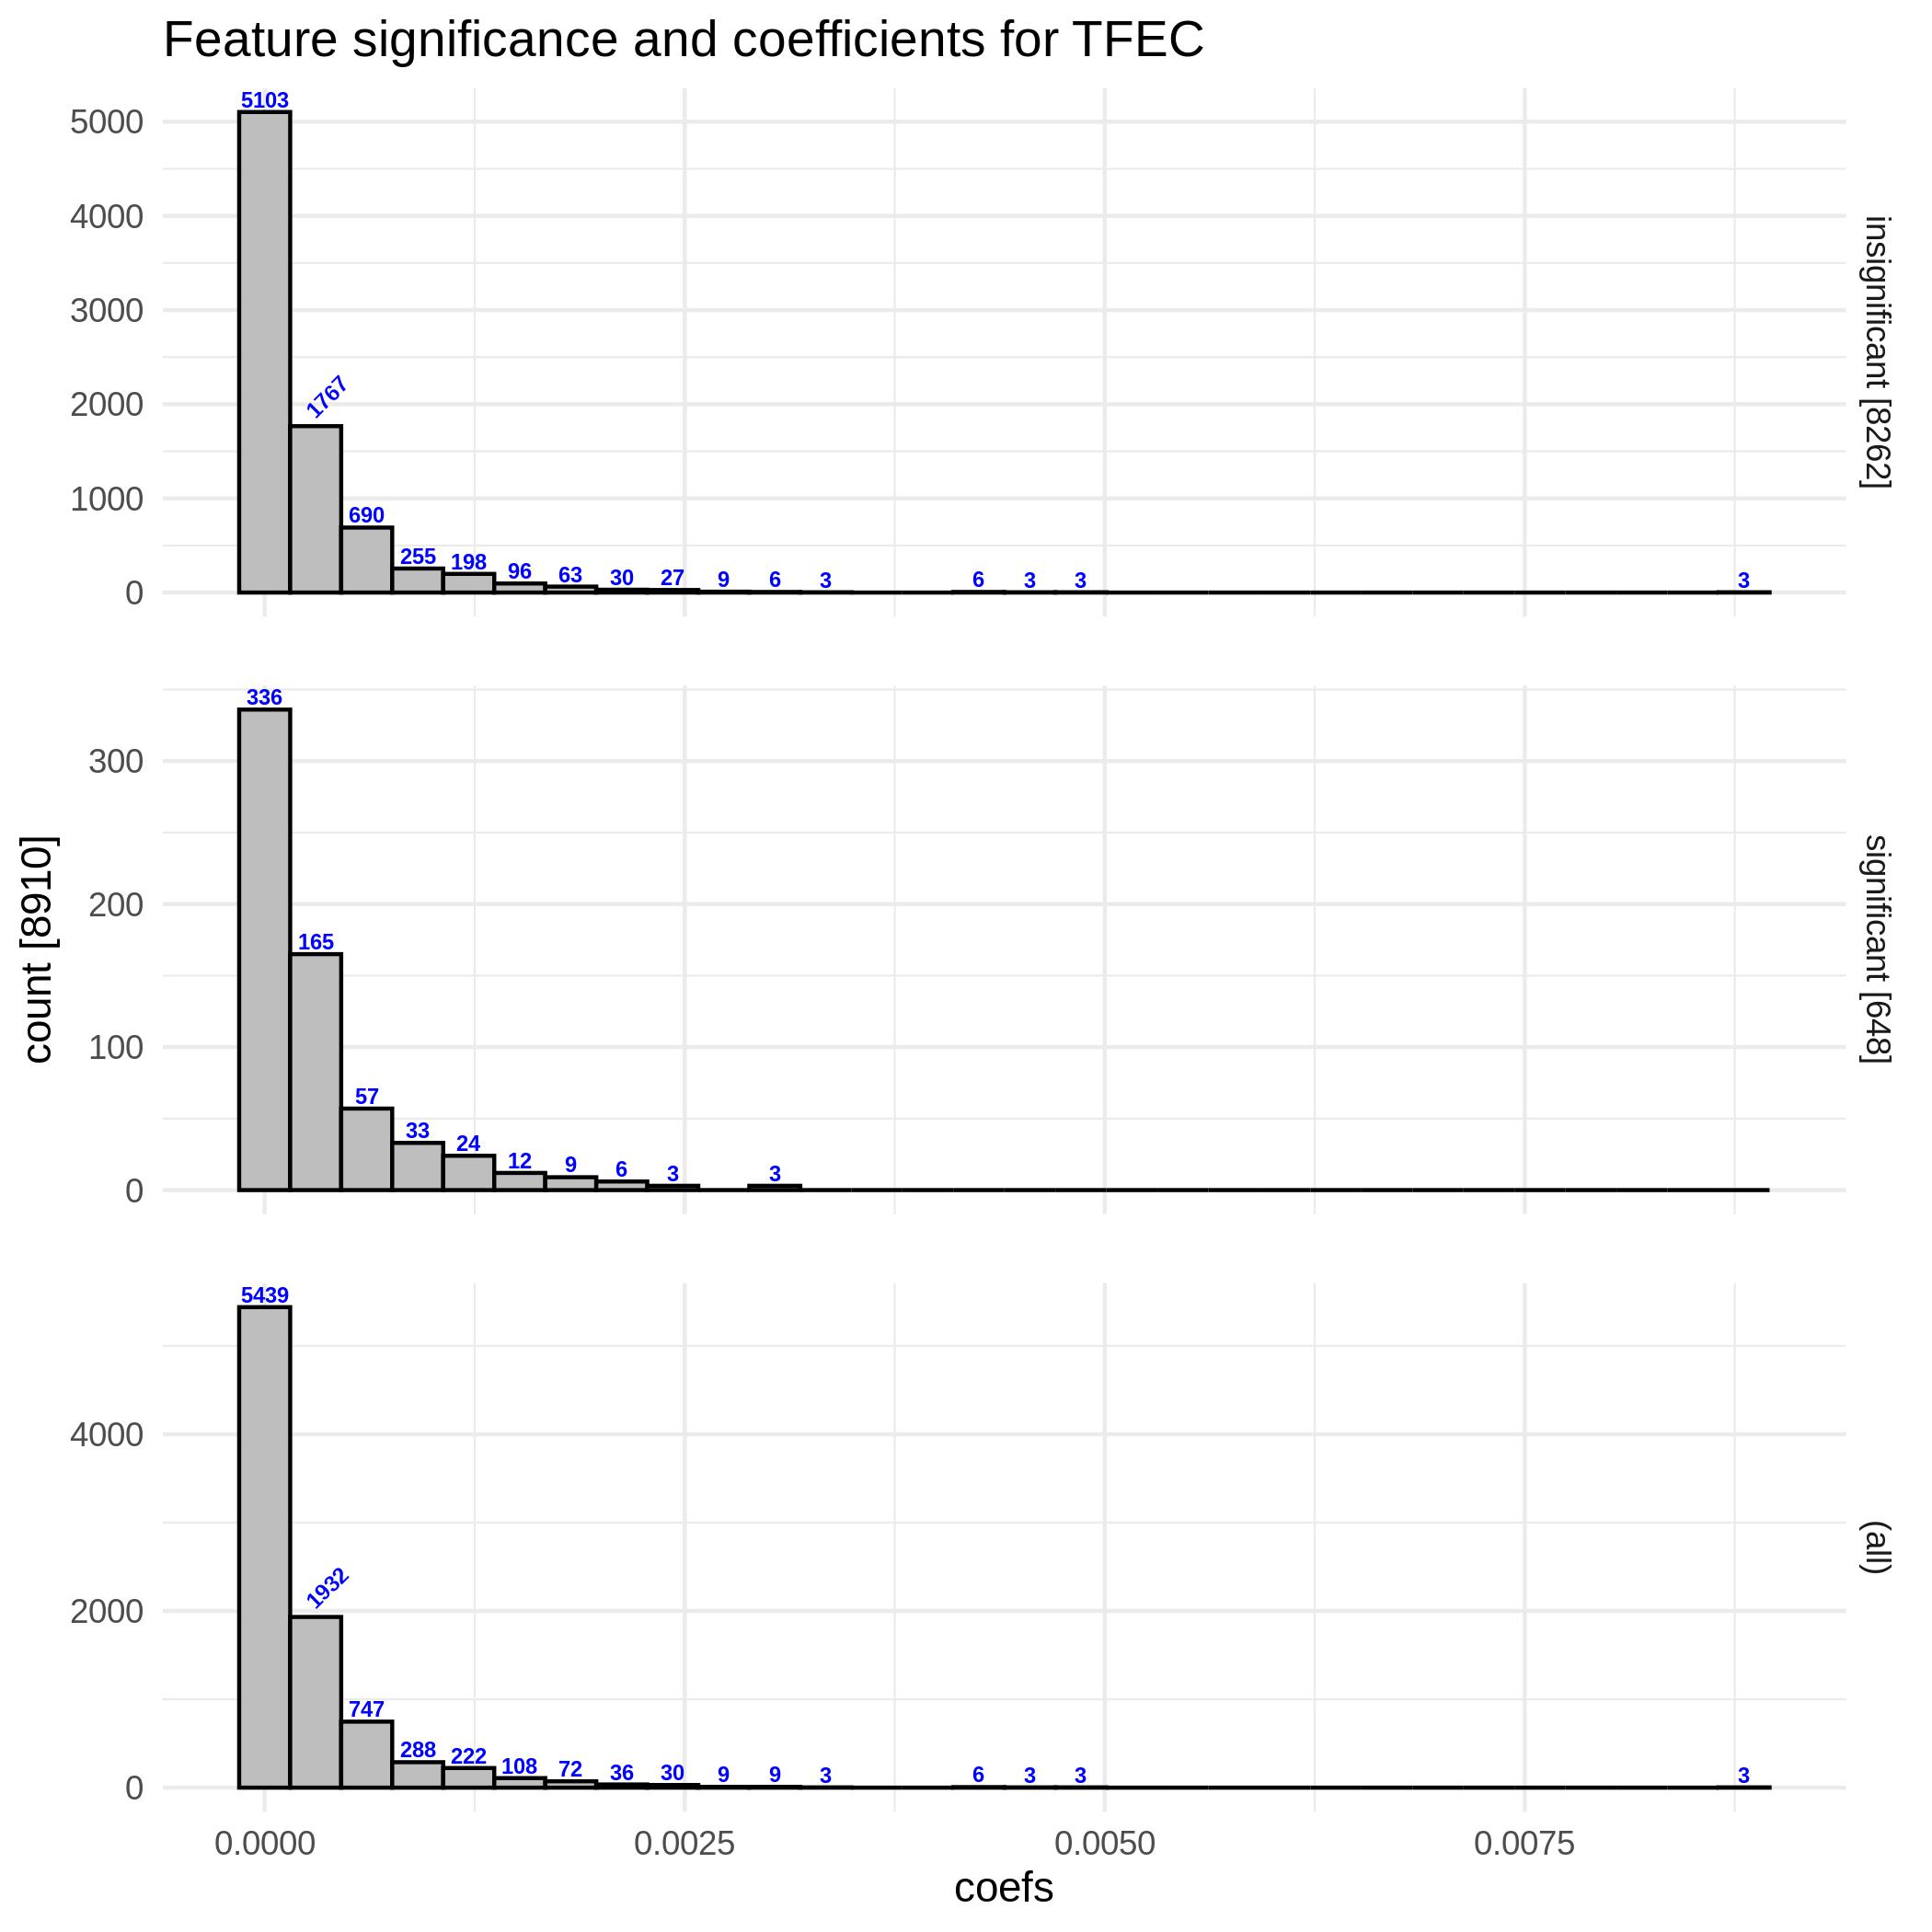 Feature significance and coefficients for TFEC
5103
5000
4000
3000
2000
1000
0
1767
690
255 198 96 63 30 27 9 6 3 6 3 3 3
insignificant [8262]
336
300
200
100
0
165
57
33 24 12 9 6 3 3
significant [648]
count [8910]
5439
4000
2000
0
1932
747
288 222 108 72 36 30 9 9 3 6 3 3 3
(all)
0.0000 0.0025 0.0050 0.0075
coefs